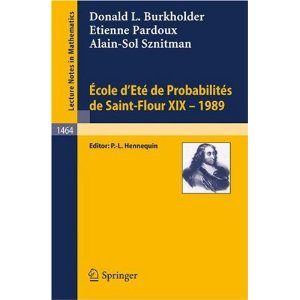 Donald L. Burkholder
Etienne Pardoux
Alain-Sol Sznitman
Lecture Notes in Mathematics
1464
École d'Eté de Probabilités
de Saint-Flour XIX – 1989
Editor: P.-L. Hennequin
Springer